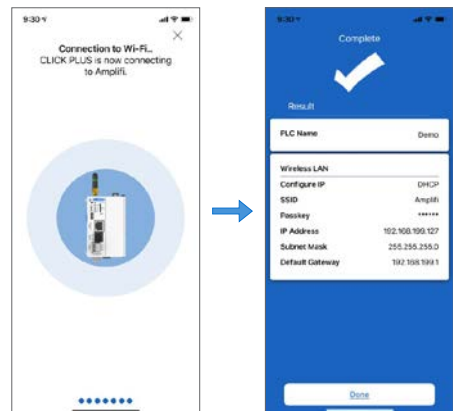 9:30
Connection to Wi-Fi...
CLICK PLUS is now connecting
to Amplifi.
9:30
Complete
Result
PLC Name Demo
Wireless LAN
Configure IP DHCP
SSID Amplifi
Passkey ••••••
IP Address 192.168.199.127
Subnet Mask 255.255.255.0
Default Gateway 192.168.199.1
Done